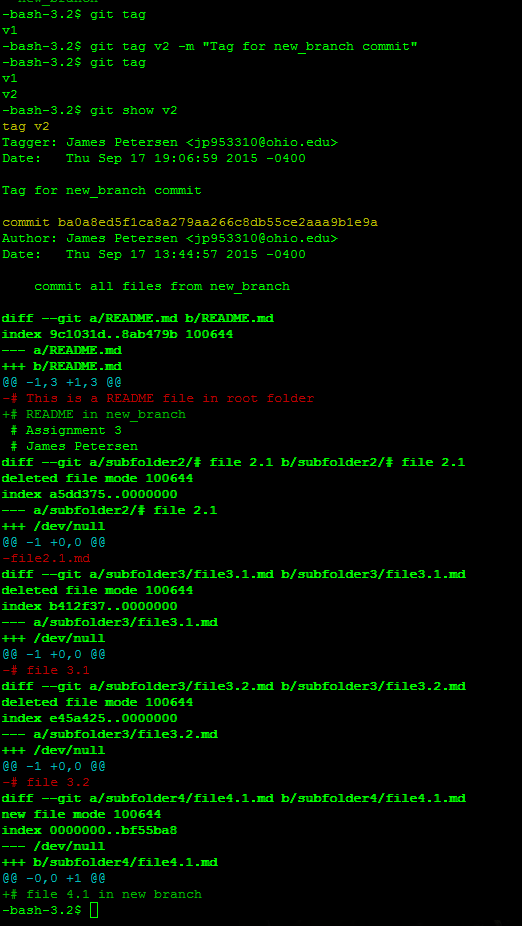 new_branch
-bash-3.2$ git tag
v1
-bash-3.2$ git tag v2 -m "Tag for new_branch commit"
-bash-3.2$ git tag
v1
v2
-bash-3.2$ git show v2
tag v2
Tagger: James Petersen <jp953310@ohio.edu>
Date:   Thu Sep 17 19:06:59 2015 -0400

Tag for new_branch commit

commit ba0a8ed5f1ca8a279aa266c8db55ce2aaa9b1e9a
Author: James Petersen <jp953310@ohio.edu>
Date:   Thu Sep 17 13:44:57 2015 -0400

    commit all files from new_branch

diff --git a/README.md b/README.md
index 9c1031d..8ab479b 100644
--- a/README.md
+++ b/README.md
@@ -1,3 +1,3 @@
-# This is a README file in root folder
+# README in new_branch
 # Assignment 3
 # James Petersen
diff --git a/subfolder2/# file 2.1 b/subfolder2/# file 2.1
deleted file mode 100644
index a5dd375..0000000
--- a/subfolder2/# file 2.1
+++ /dev/null
@@ -1 +0,0 @@
-file2.1.md
diff --git a/subfolder3/file3.1.md b/subfolder3/file3.1.md
deleted file mode 100644
index b412f37..0000000
--- a/subfolder3/file3.1.md
+++ /dev/null
@@ -1 +0,0 @@
-# file 3.1
diff --git a/subfolder3/file3.2.md b/subfolder3/file3.2.md
deleted file mode 100644
index e45a425..0000000
--- a/subfolder3/file3.2.md
+++ /dev/null
@@ -1 +0,0 @@
-# file 3.2
diff --git a/subfolder4/file4.1.md b/subfolder4/file4.1.md
new file mode 100644
index 0000000..bf55ba8
--- /dev/null
+++ b/subfolder4/file4.1.md
@@ -0,0 +1 @@
+# file 4.1 in new branch
-bash-3.2$